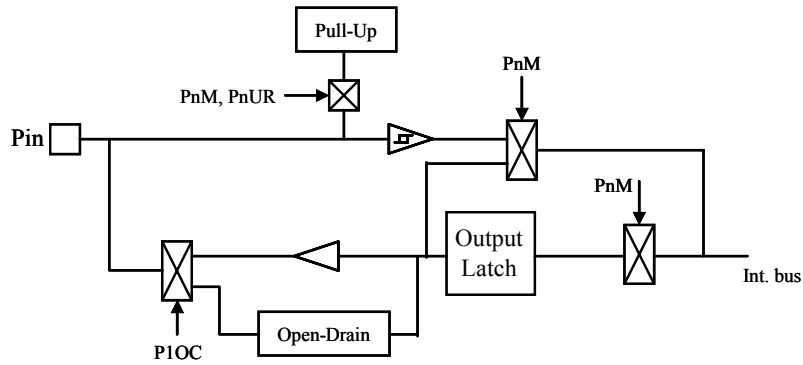 Pull-Up
PnM
PnM, PnUR
Pin
PnM
Output
Latch
Int. bus
Open-Drain
P1OC